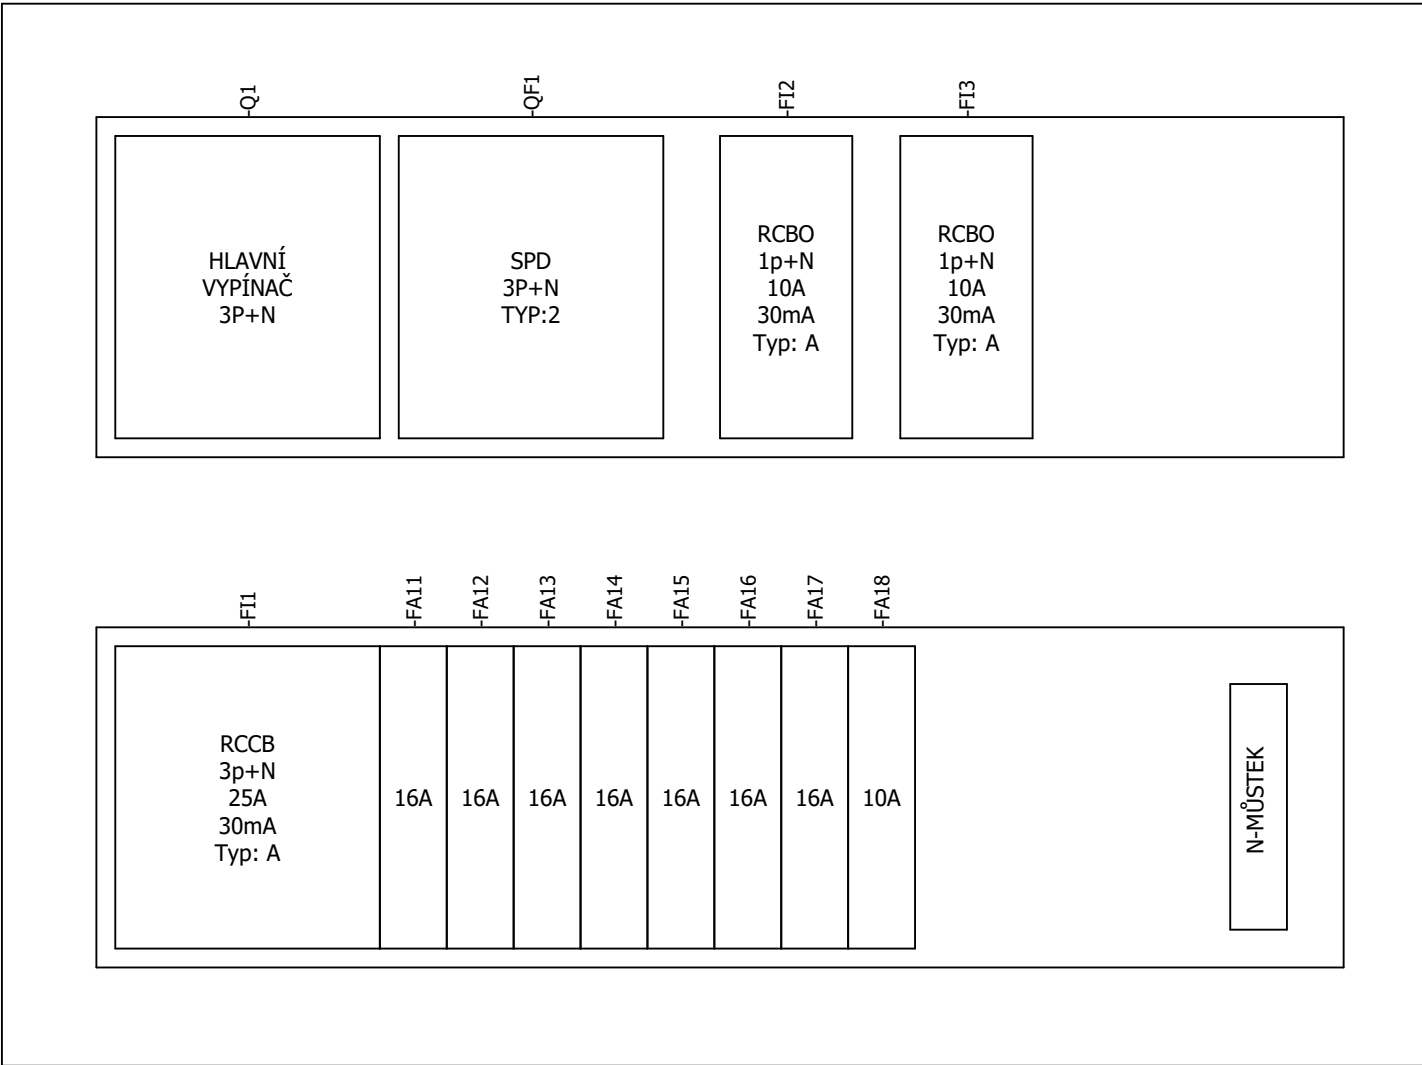 -Q1
-QF1
-FI2
-FI3
HLAVNÍ
VYPÍNAČ
3P+N
SPD
3P+N
TYP:2
RCBO
1p+N
10A
30mA
Typ: A
RCBO
1p+N
10A
30mA
Typ: A
-FI1
-FA11
-FA12
-FA13
-FA14
-FA15
-FA16
-FA17
-FA18
RCCB
3p+N
25A
30mA
Typ: A
16A
16A
16A
16A
16A
16A
16A
10A
N-MŮSTEK